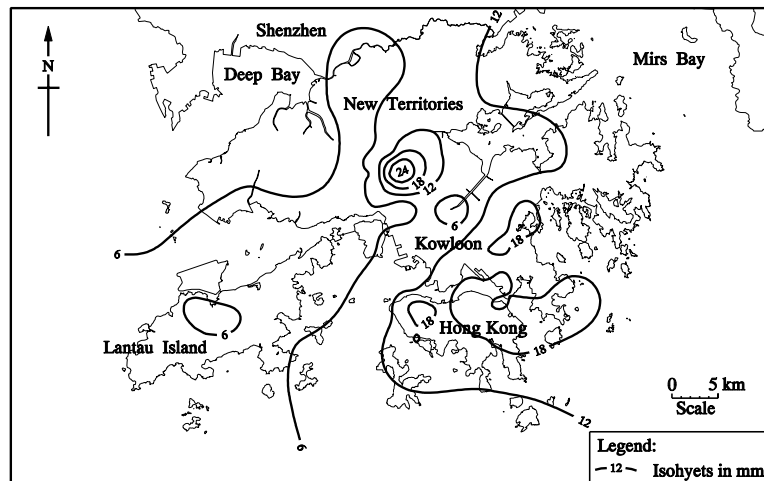 12
Shenzhen
Mirs Bay
Deep Bay
N
New Territories
24
18
12
6
18
Kowloon
6
6
18
Hong Kong
18
Lantau Island
0 5 km
Scale
12
6
Legend:
12 Isohyets in mm